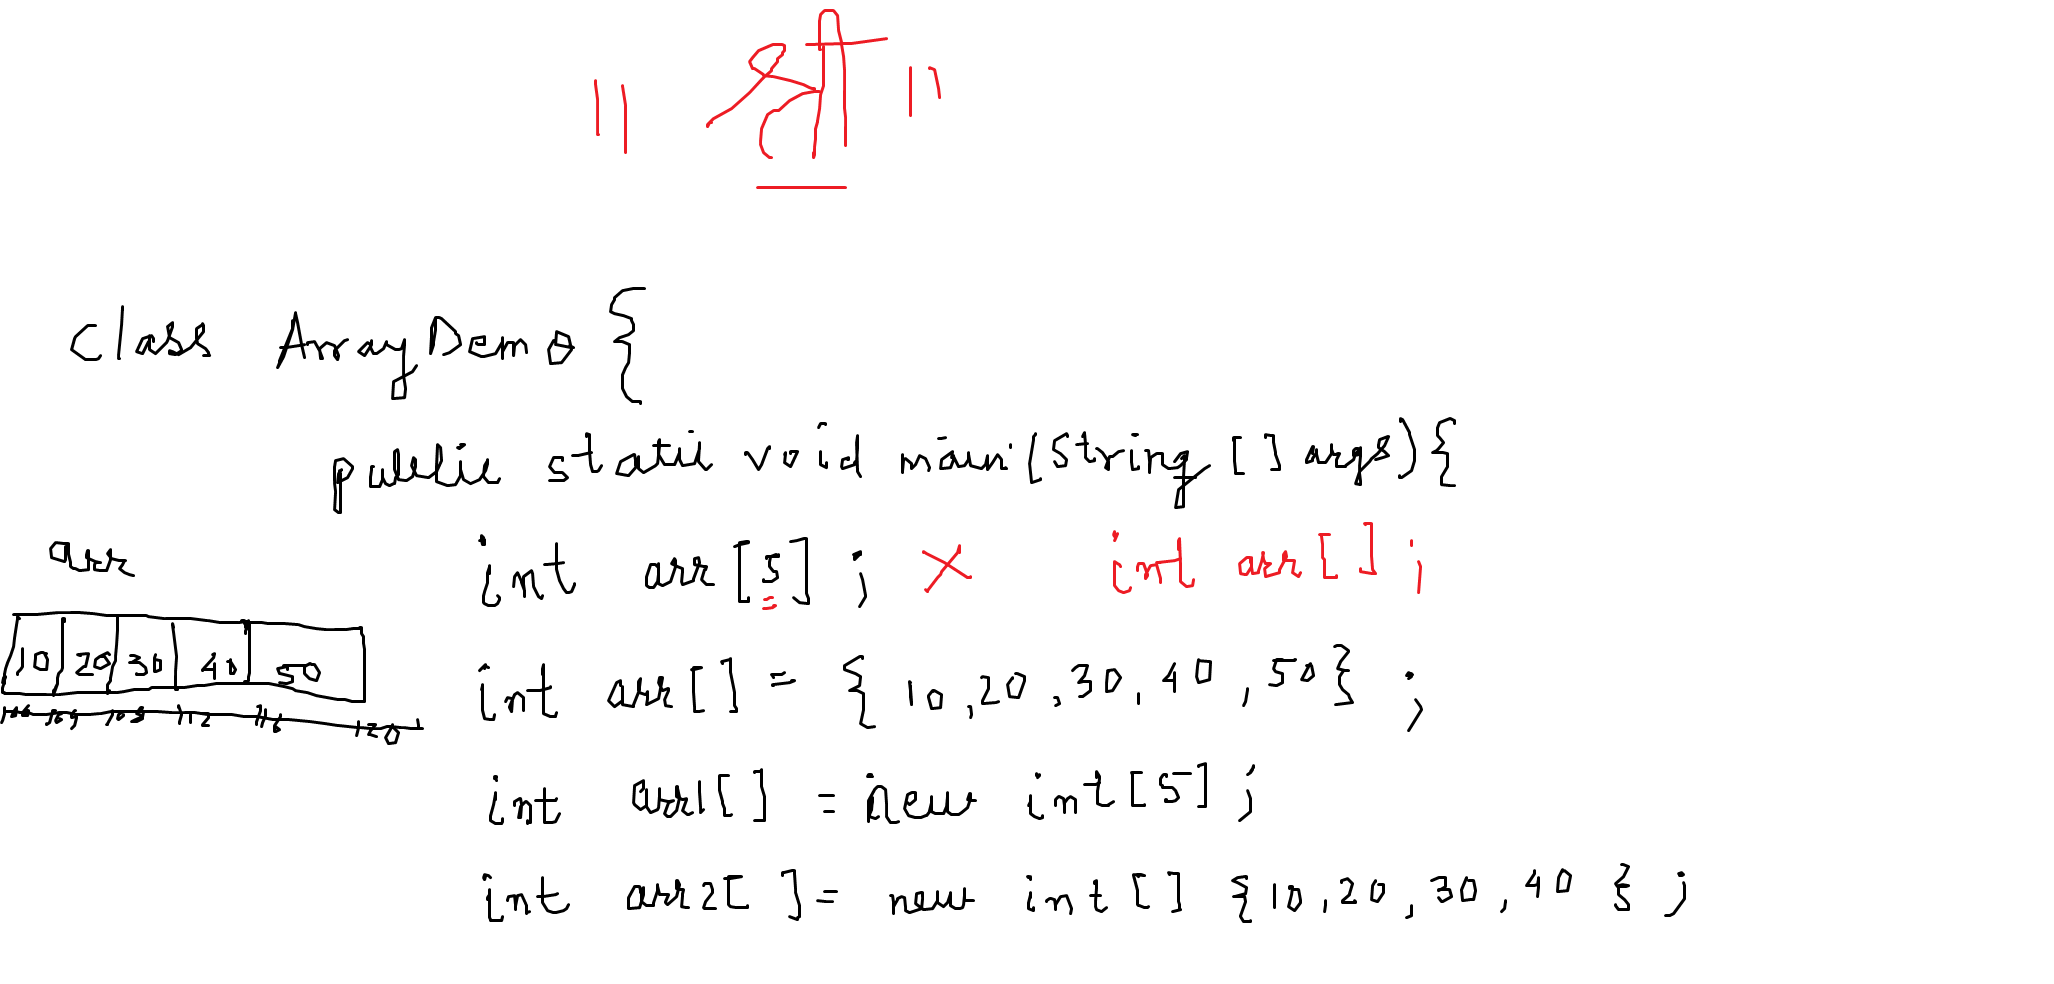 ॥ श्री ॥
class ArrayDemo {
public static void main(String [] args){
int arr[5] ; X int arr[] ;
int arr[] = { 10,20,30,40,50} ;
int arr1[] = new int[5] ;
int arr2[ ]= new int[] {10,20,30,40 } ;
arr
10 20 30 40 50
108 112 116 120